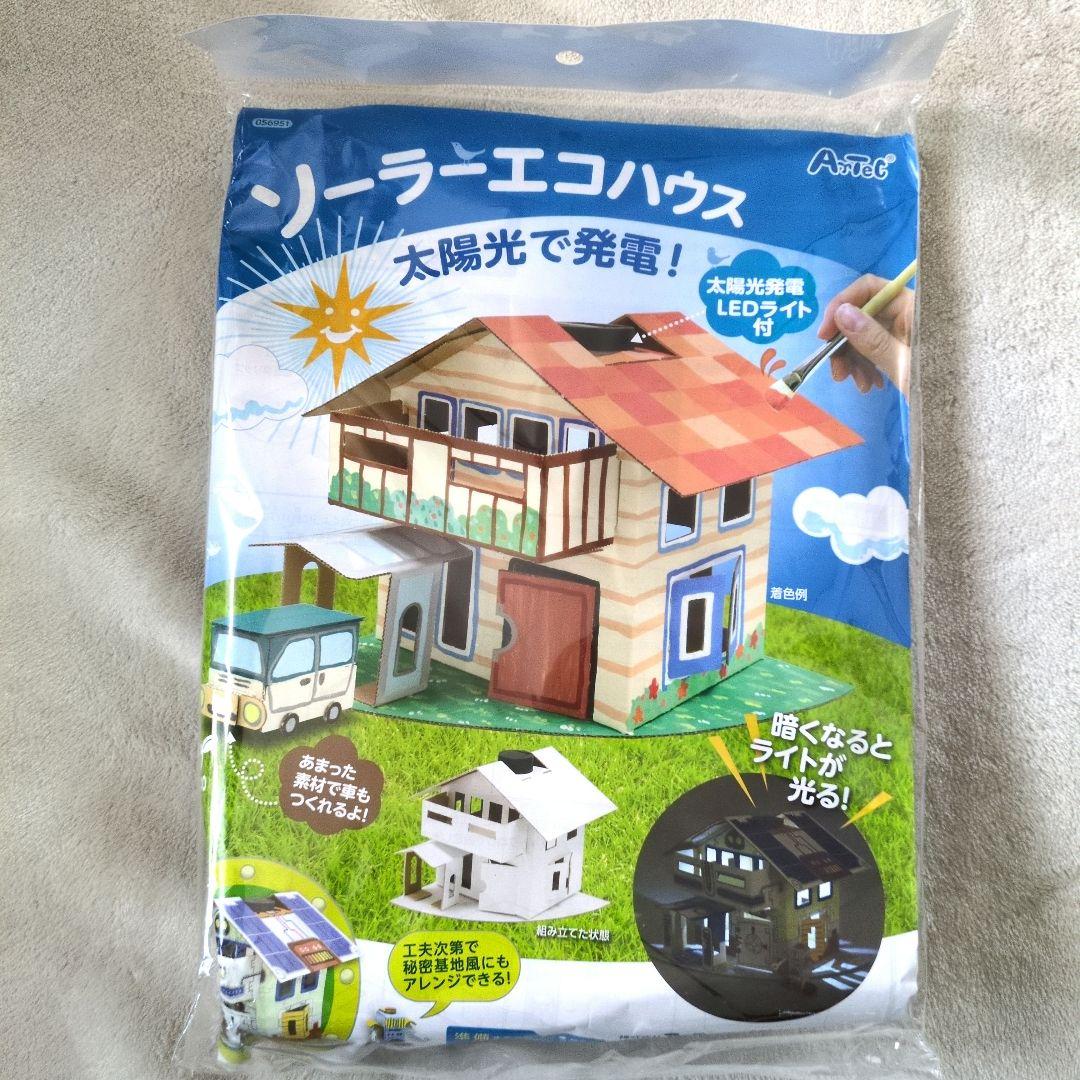 056951
ソーラーエコハウス
ArTeC®
太陽光で発電!
太陽光発電
LEDライト
付
着色例
暗くなると
ライトが
光る!
あまった
素材で車も
つくれるよ!
組み立てた状態
工夫次第で
秘密基地風にも
アレンジできる!
準備